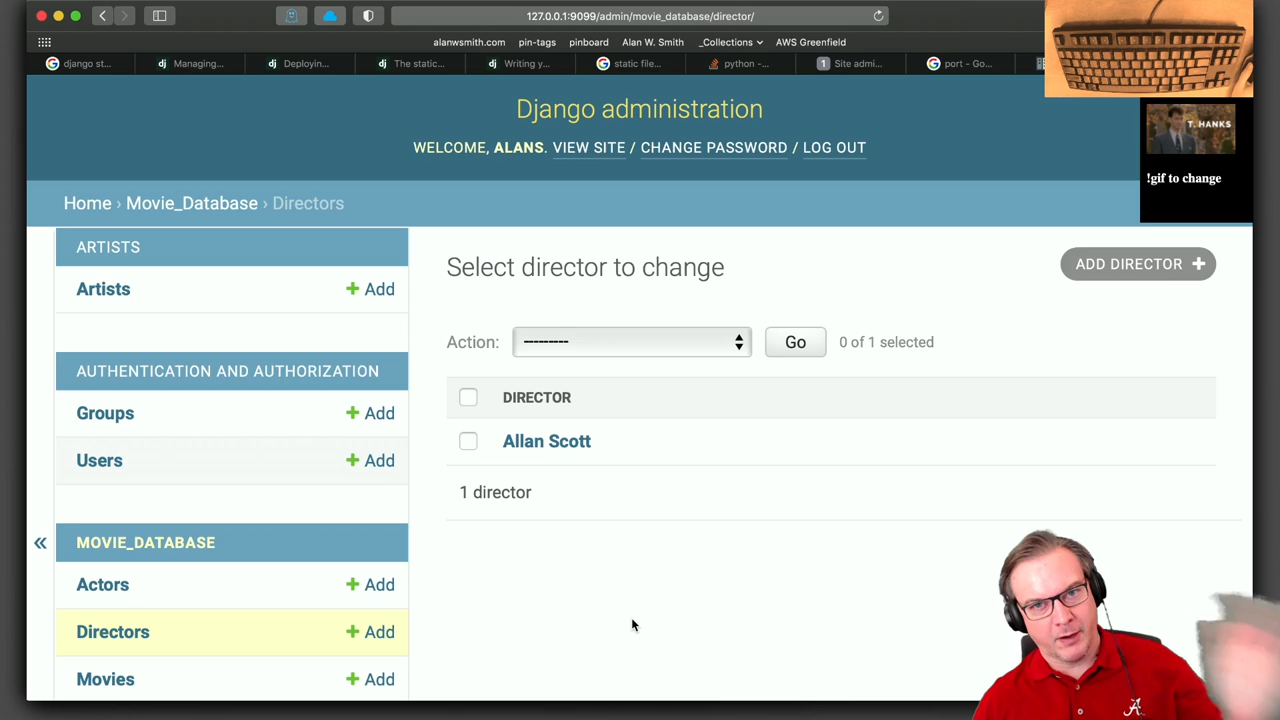 127.0.0.1:9099/admin/movie_database/director/
alanwsmith.com pin-tags pinboard Alan W. Smith _Collections AWS Greenfield
django st... Managing... Deployin... The static... Writing y... static file... python -... 1 Site admi... port - Go...
T. HANKS
!gif to change
Django administration
WELCOME, ALANS. VIEW SITE / CHANGE PASSWORD / LOG OUT
Home › Movie_Database › Directors
ARTISTS
Artists + Add
AUTHENTICATION AND AUTHORIZATION
Groups + Add
Users + Add
«
MOVIE_DATABASE
Actors + Add
Directors + Add
Movies + Add
Select director to change
ADD DIRECTOR +
Action: --------- Go 0 of 1 selected
DIRECTOR
Allan Scott
1 director
A